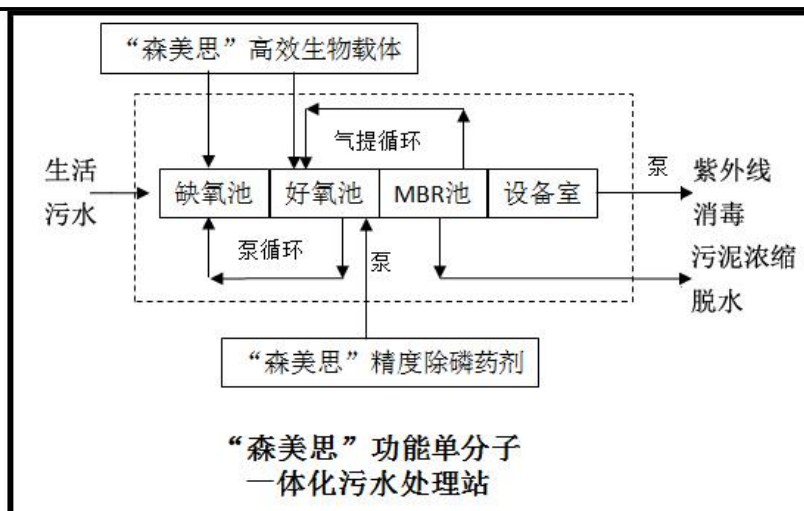 “森美思”高效生物载体
气提循环
生活
污水
缺氧池
好氧池
MBR池
设备室
泵
紫外线
消毒
泵循环
泵
污泥浓缩
脱水
“森美思”精度除磷药剂
“森美思”功能单分子
一体化污水处理站